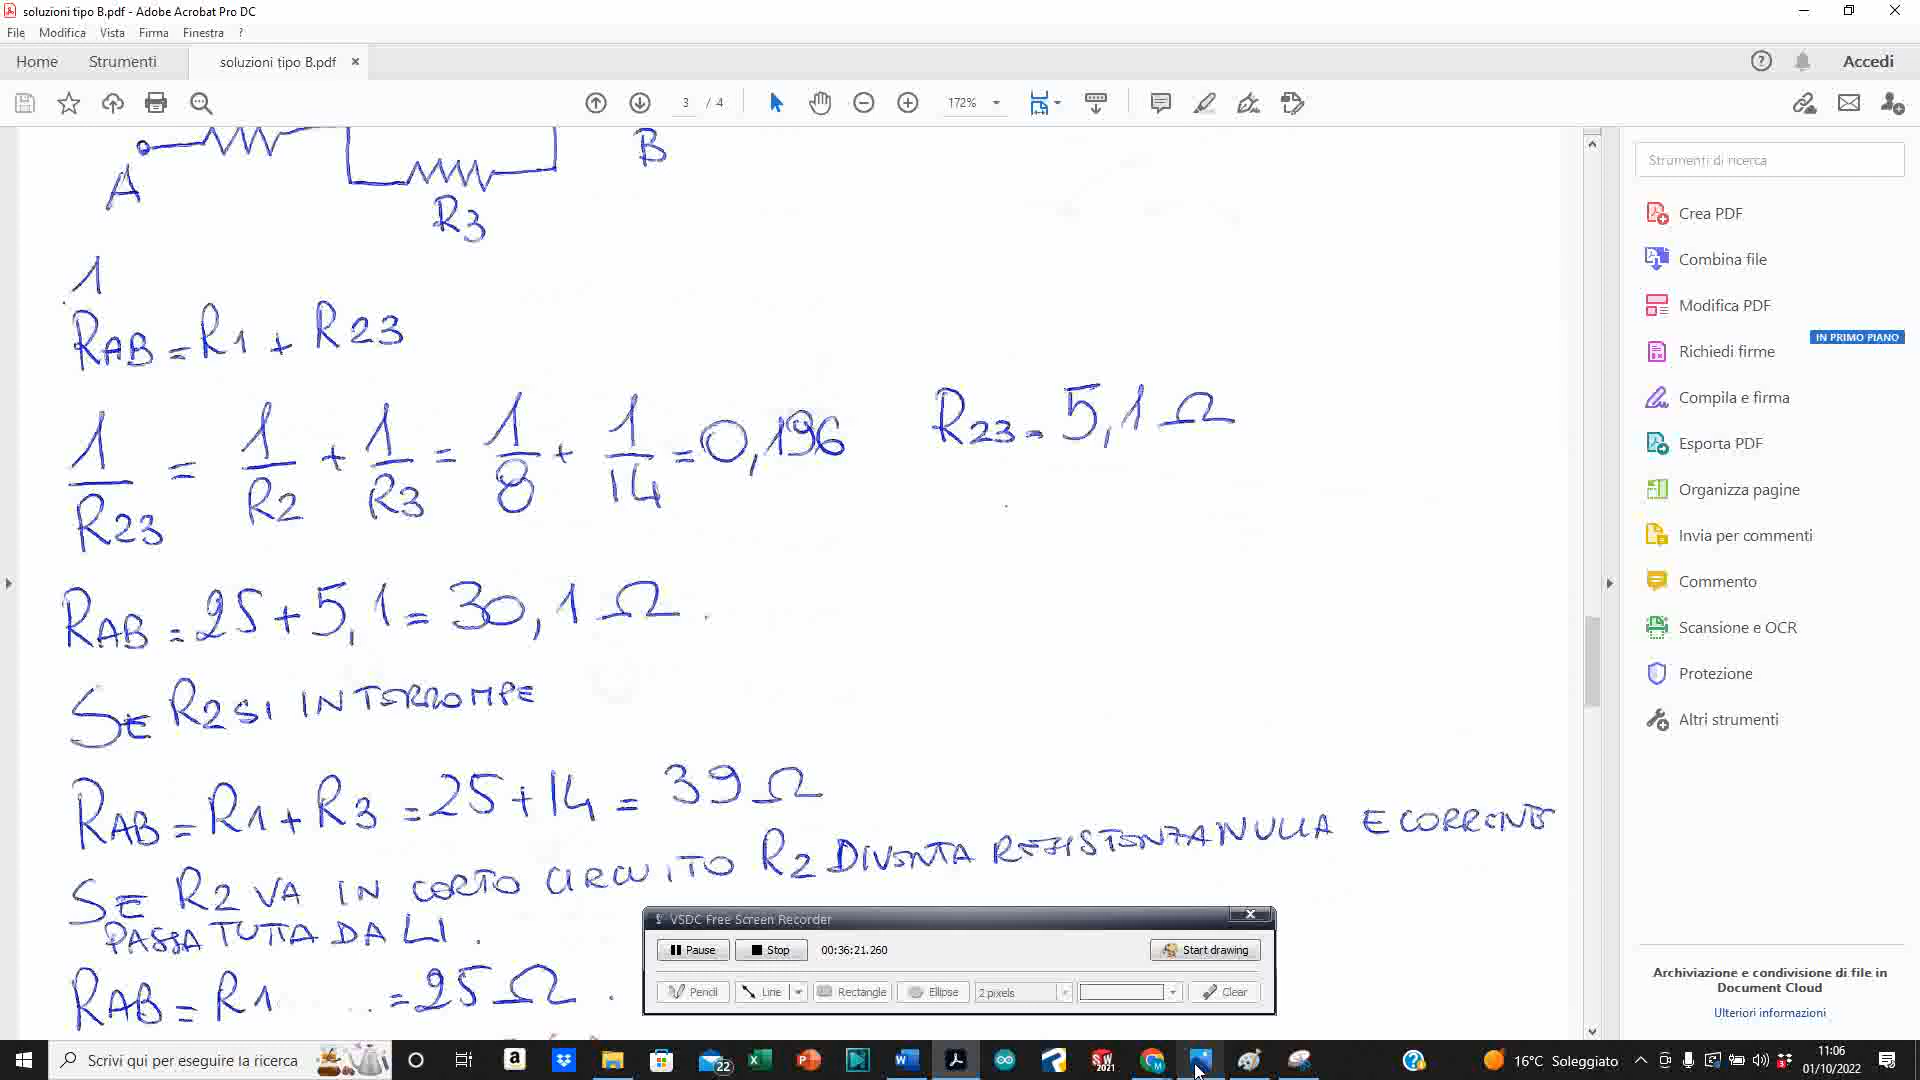 soluzioni tipo B.pdf - Adobe Acrobat Pro DC
File Modifica Vista Firma Finestra ?
Home Strumenti soluzioni tipo B.pdf × Accedi
3 / 4 172%
A B
R3
1
RAB = R1 + R23
1/R23 = 1/R2 + 1/R3 = 1/8 + 1/14 = 0,196 R23 = 5,1 Ω
RAB = 25 + 5,1 = 30,1 Ω.
SE R2 SI INTERROMPE
RAB = R1 + R3 = 25 + 14 = 39 Ω
SE R2 VA IN CORTO CIRCUITO R2 DIVENTA RESISTENZA NULLA E CORRENTE
PASSA TUTTA DA LI.
RAB = R1 = 25 Ω.
Strumenti di ricerca
Crea PDF
Combina file
Modifica PDF
IN PRIMO PIANO
Richiedi firme
Compila e firma
Esporta PDF
Organizza pagine
Invia per commenti
Commento
Scansione e OCR
Protezione
Altri strumenti
Archiviazione e condivisione di file in
Document Cloud
Ulteriori informazioni
VSDC Free Screen Recorder
Pause Stop 00:36:21.260 Start drawing
Pencil Line Rectangle Ellipse 2 pixels Clear
Scrivi qui per eseguire la ricerca 22 SW 2021 16°C Soleggiato 11:06
01/10/2022